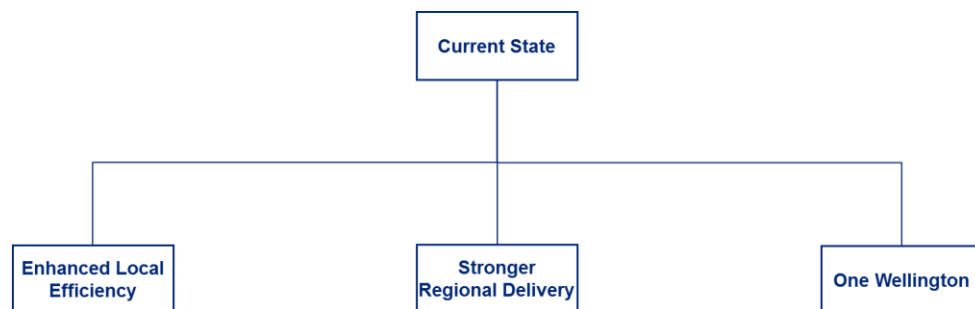 Current State
Enhanced Local
Efficiency
Stronger
Regional Delivery
One Wellington